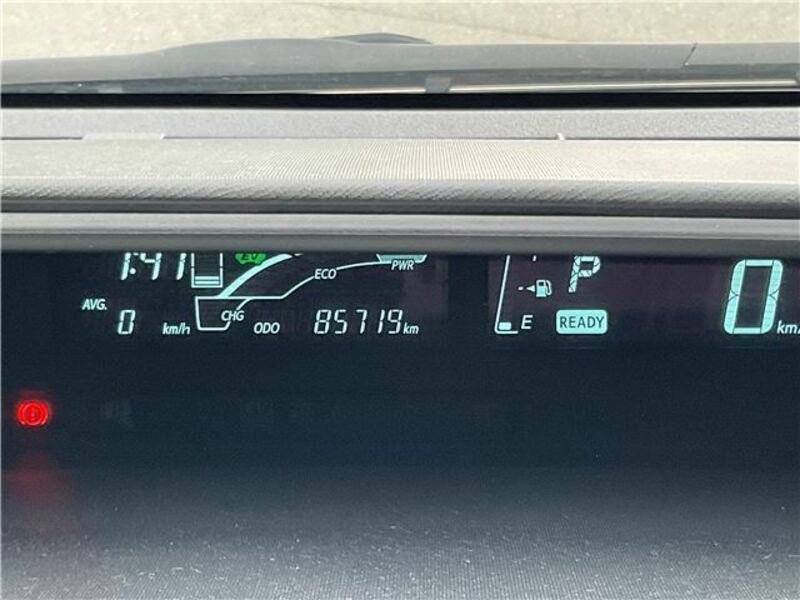 1:41
EV
ECO
PWR
AVG.
0 km/h
CHG
ODO 85719 km
P
E
READY
0
km/